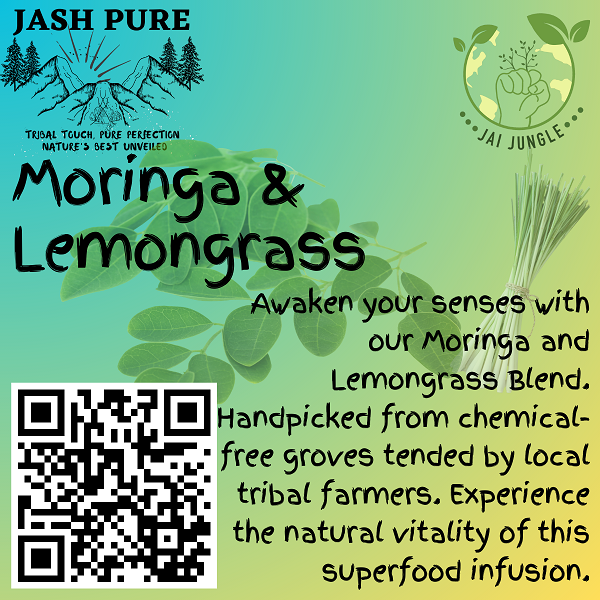 JASH PURE
TRIBAL TOUCH, PURE PERFECTION
NATURE'S BEST UNVEILED
JAI JUNGLE
Moringa &
Lemongrass
Awaken your senses with
our Moringa and
Lemongrass Blend.
Handpicked from chemical-
free groves tended by local
tribal farmers. Experience
the natural vitality of this
superfood infusion.